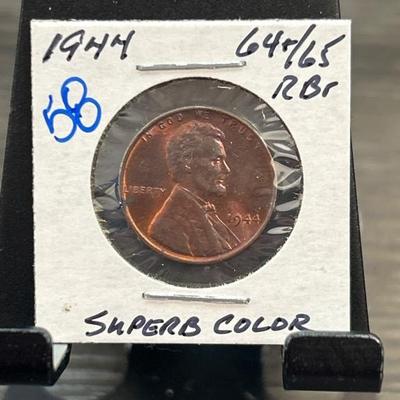 1944
64+/65
RBr
58
IN GOD WE TRUST
LIBERTY
1944
SUPERB COLOR